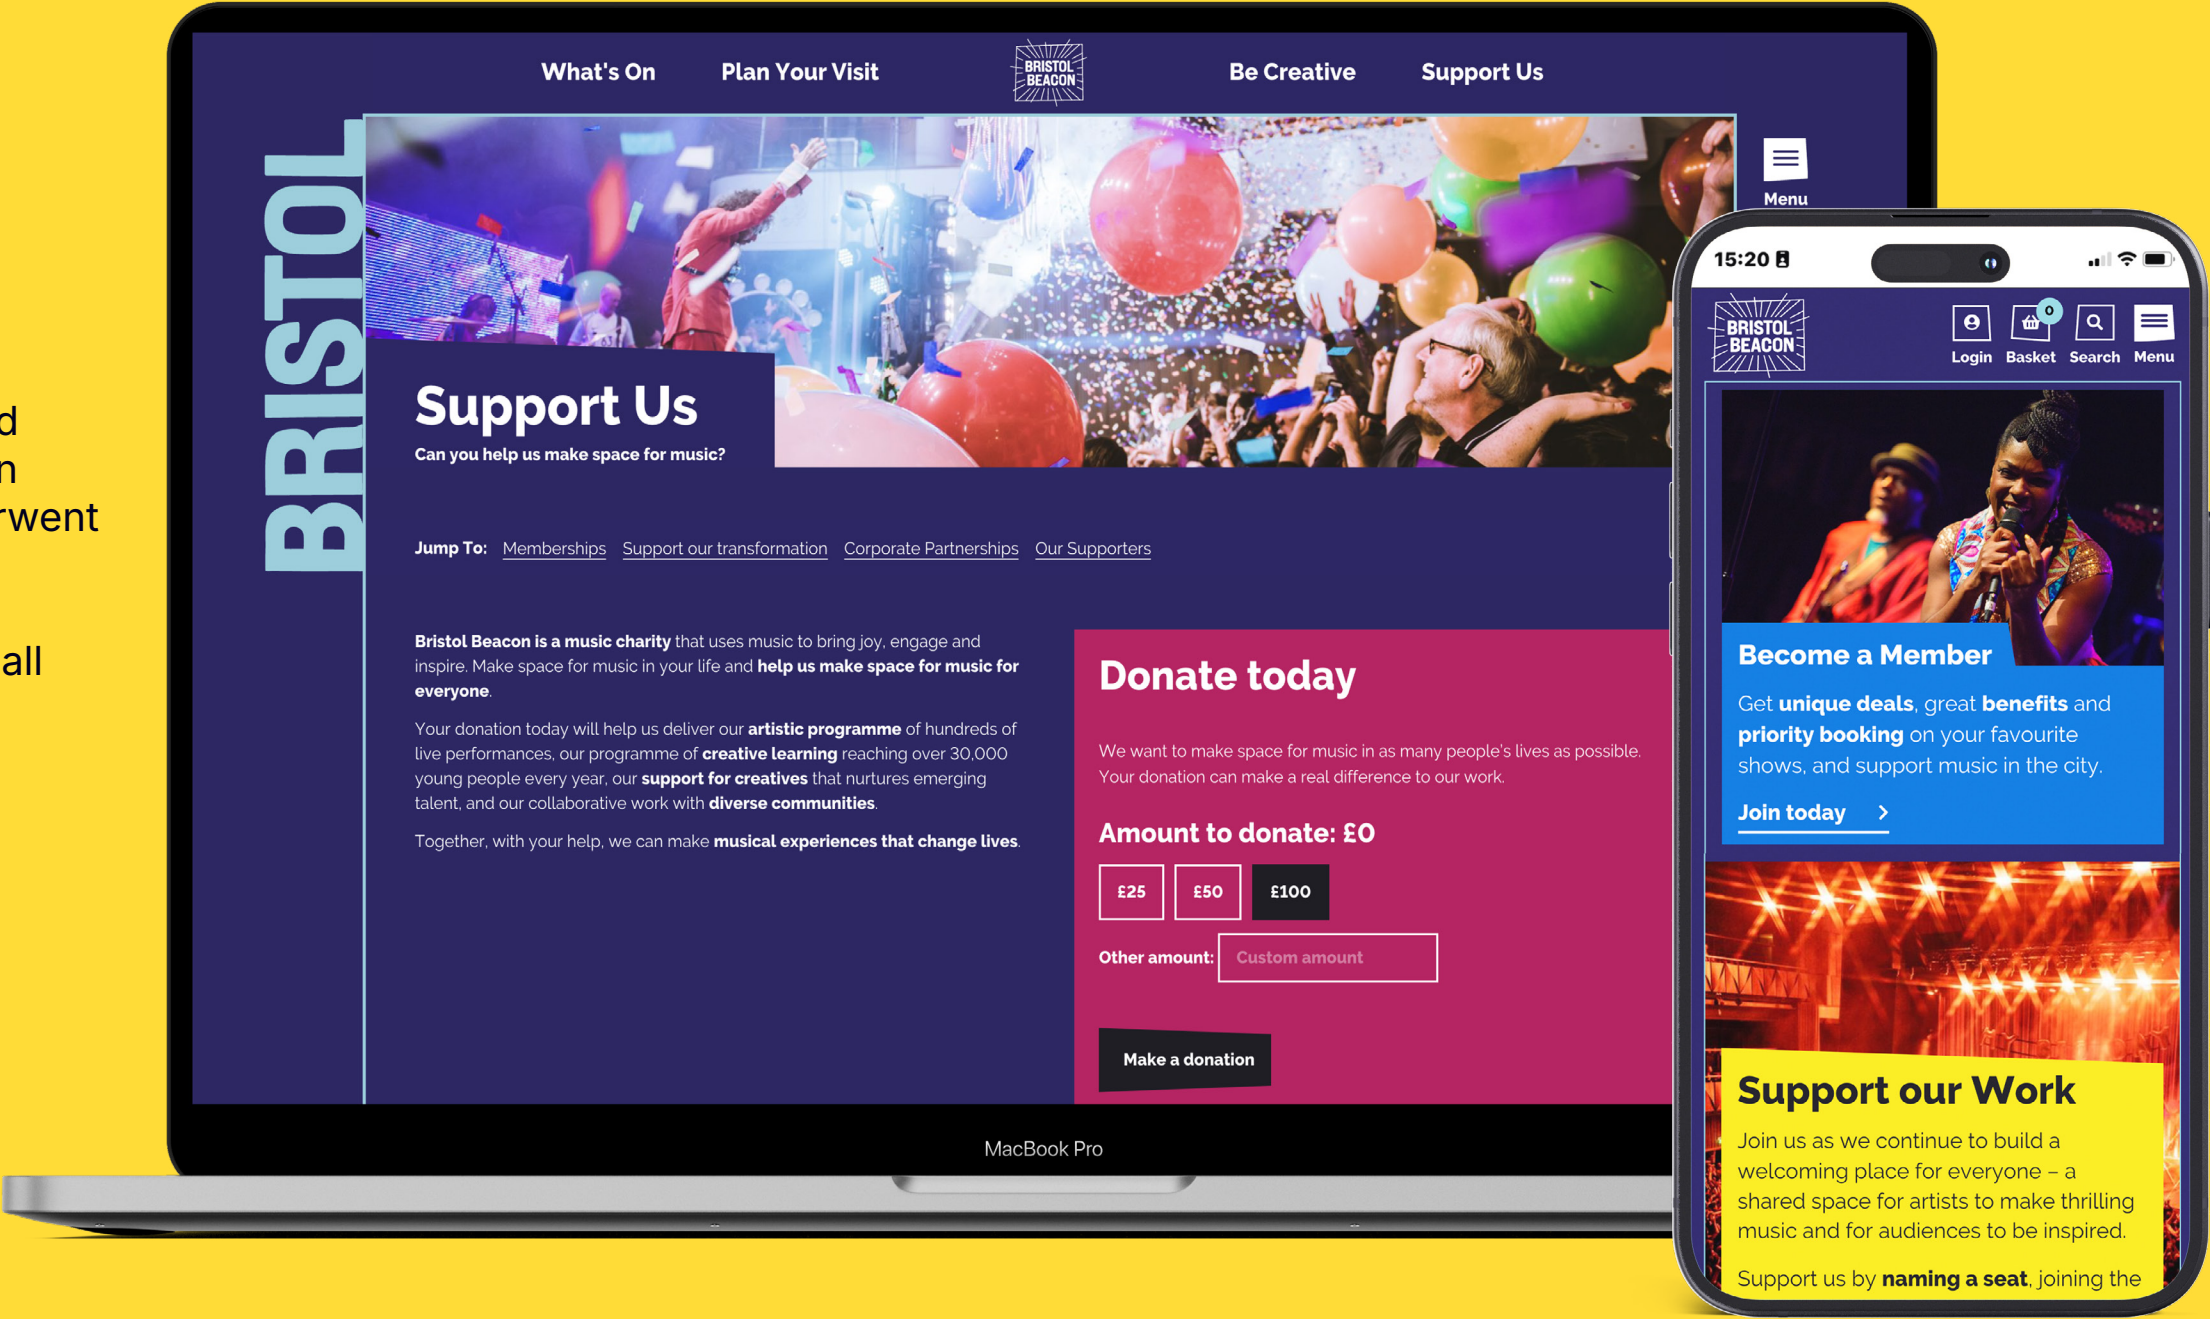 d
n
rwent
all
What's On
Plan Your Visit
BRISTOL
BEACON
Be Creative
Support Us
Menu
BRISTOL
Support Us
Can you help us make space for music?
Jump To: Memberships Support our transformation Corporate Partnerships Our Supporters
Bristol Beacon is a music charity that uses music to bring joy, engage and
inspire. Make space for music in your life and help us make space for music for
everyone.
Your donation today will help us deliver our artistic programme of hundreds of
live performances, our programme of creative learning reaching over 30,000
young people every year, our support for creatives that nurtures emerging
talent, and our collaborative work with diverse communities.
Together, with your help, we can make musical experiences that change lives.
Donate today
We want to make space for music in as many people's lives as possible.
Your donation can make a real difference to our work.
Amount to donate: £0
£25 £50 £100
Other amount: Custom amount
Make a donation
MacBook Pro
15:20
BRISTOL
BEACON
0
Login Basket Search Menu
Become a Member
Get unique deals, great benefits and
priority booking on your favourite
shows, and support music in the city.
Join today
Support our Work
Join us as we continue to build a
welcoming place for everyone – a
shared space for artists to make thrilling
music and for audiences to be inspired.
Support us by naming a seat, joining the